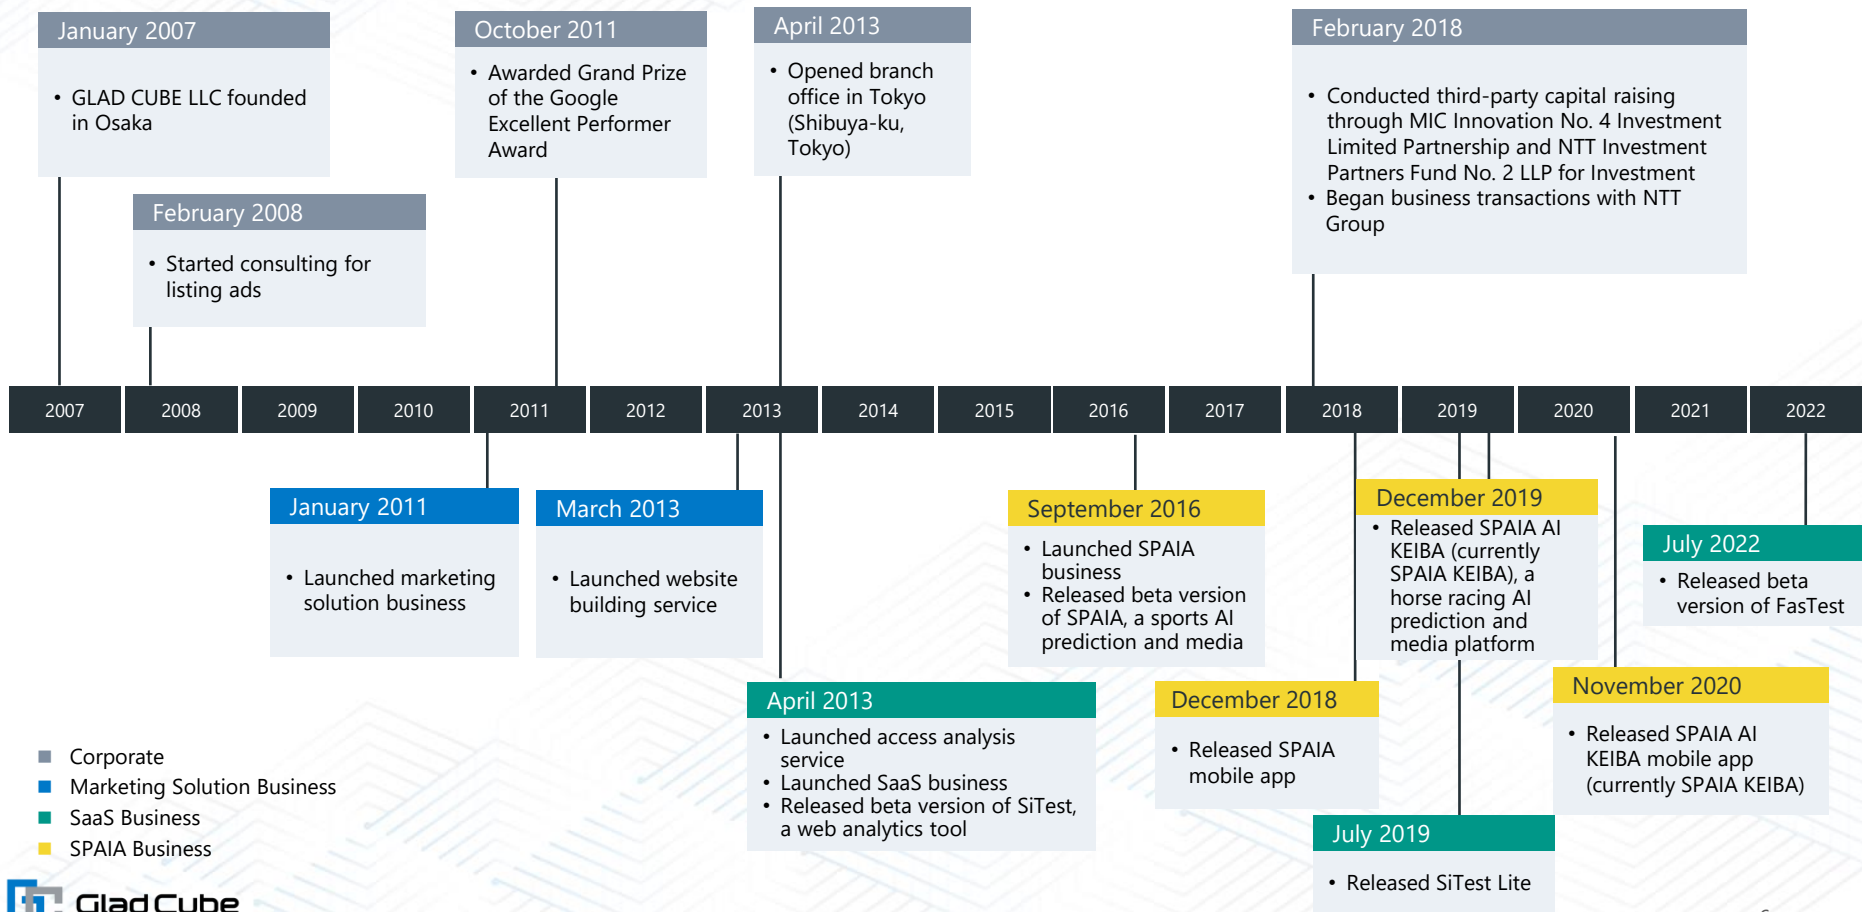 January 2007
• GLAD CUBE LLC founded
in Osaka
February 2008
• Started consulting for
listing ads
October 2011
• Awarded Grand Prize
of the Google
Excellent Performer
Award
April 2013
• Opened branch
office in Tokyo
(Shibuya-ku,
Tokyo)
February 2018
• Conducted third-party capital raising
through MIC Innovation No. 4 Investment
Limited Partnership and NTT Investment
Partners Fund No. 2 LLP for Investment
• Began business transactions with NTT
Group
2007 2008 2009 2010 2011 2012 2013 2014 2015 2016 2017 2018 2019 2020 2021 2022
January 2011
• Launched marketing
solution business
March 2013
• Launched website
building service
April 2013
• Launched access analysis
service
• Launched SaaS business
• Released beta version of SiTest,
a web analytics tool
September 2016
• Launched SPAIA
business
• Released beta version
of SPAIA, a sports AI
prediction and media
December 2018
• Released SPAIA
mobile app
December 2019
• Released SPAIA AI
KEIBA (currently
SPAIA KEIBA), a
horse racing AI
prediction and
media platform
July 2019
• Released SiTest Lite
November 2020
• Released SPAIA AI
KEIBA mobile app
(currently SPAIA KEIBA)
July 2022
• Released beta
version of FasTest
Corporate
Marketing Solution Business
SaaS Business
SPAIA Business
Glad Cube